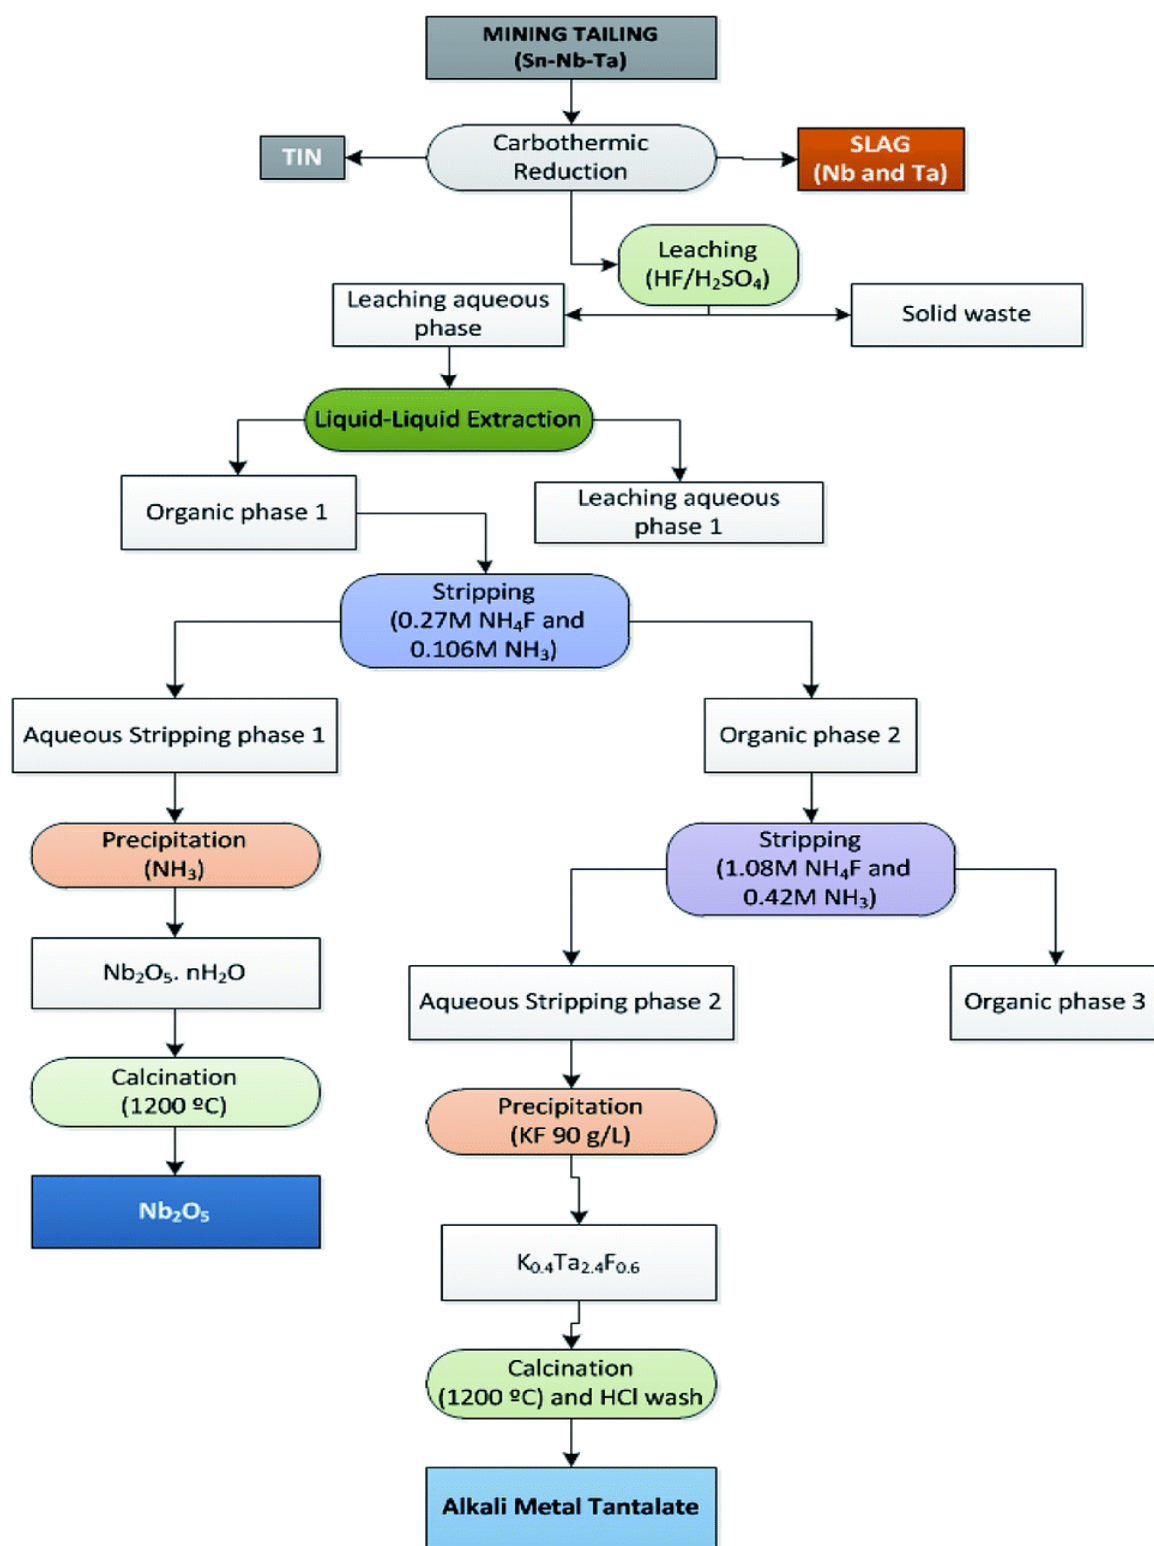 MINING TAILING
(Sn-Nb-Ta)
Carbothermic
Reduction
TIN
SLAG
(Nb and Ta)
Leaching
(HF/H₂SO₄)
Leaching aqueous
phase
Solid waste
Liquid-Liquid Extraction
Organic phase 1
Leaching aqueous
phase 1
Stripping
(0.27M NH₄F and
0.106M NH₃)
Aqueous Stripping phase 1
Organic phase 2
Precipitation
(NH₃)
Stripping
(1.08M NH₄F and
0.42M NH₃)
Nb₂O₅. nH₂O
Aqueous Stripping phase 2
Organic phase 3
Calcination
(1200 ºC)
Precipitation
(KF 90 g/L)
Nb₂O₅
K₀.₄Ta₂.₄F₀.₆
Calcination
(1200 ºC) and HCl wash
Alkali Metal Tantalate